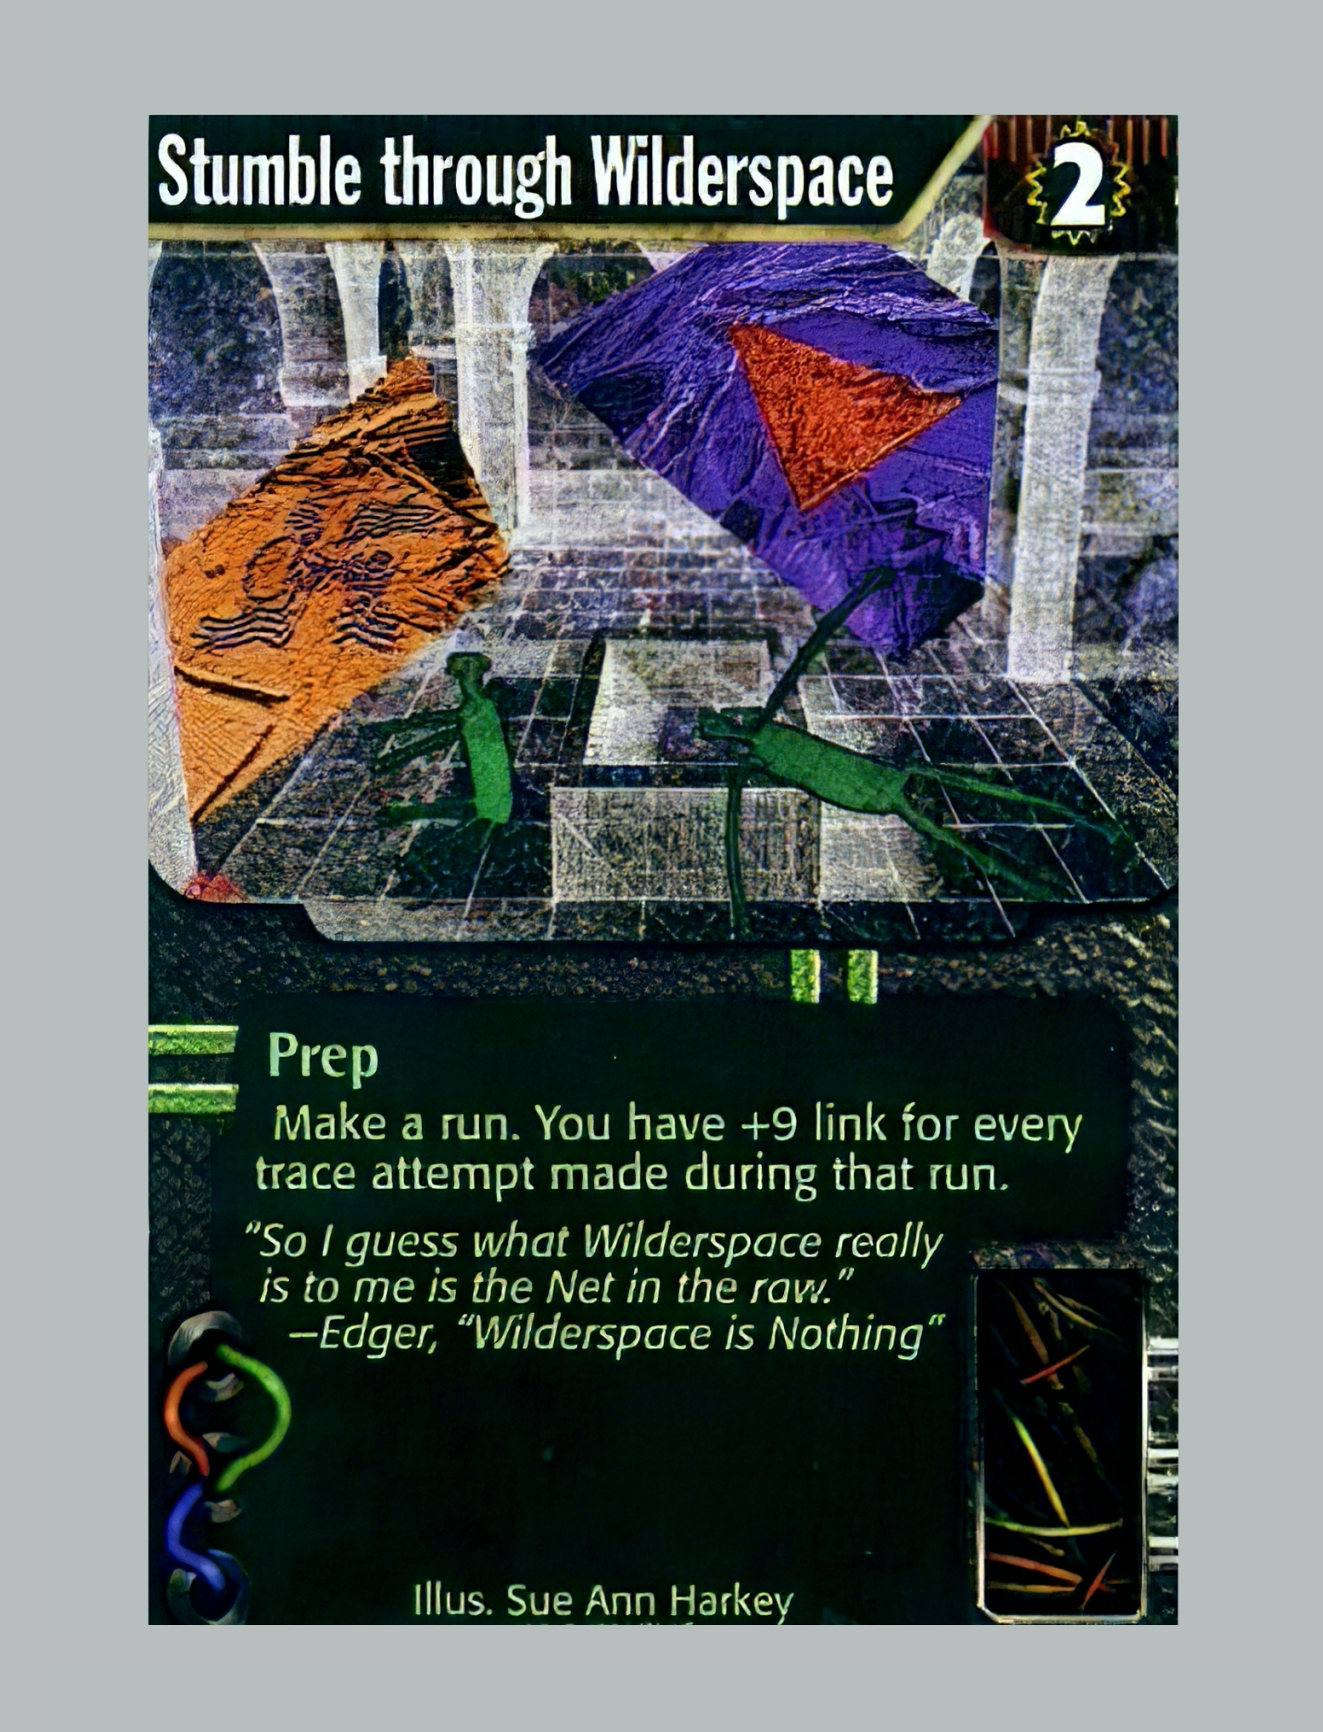 Stumble through Wilderspace
2
Prep
Make a run. You have +9 link for every
trace attempt made during that run.
"So I guess what Wilderspace really
is to me is the Net in the raw."
–Edger, "Wilderspace is Nothing"
Illus. Sue Ann Harkey